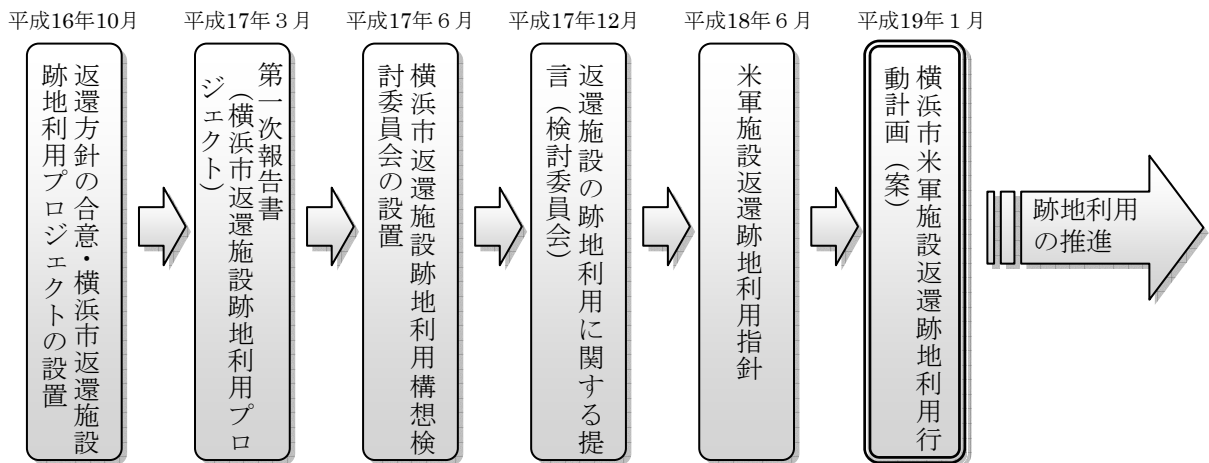 平成16年10月
返還方針の合意・横浜市返還施設
跡地利用プロジェクトの設置
平成17年３月
第一次報告書
（横浜市返還施設跡地利用プロ
ジェクト）
平成17年６月
横浜市返還施設跡地利用構想検
討委員会の設置
平成17年12月
返還施設の跡地利用に関する提
言（検討委員会）
平成18年６月
米軍施設返還跡地利用指針
平成19年１月
横浜市米軍施設返還跡地利用行
動計画（案）
跡地利用
の推進